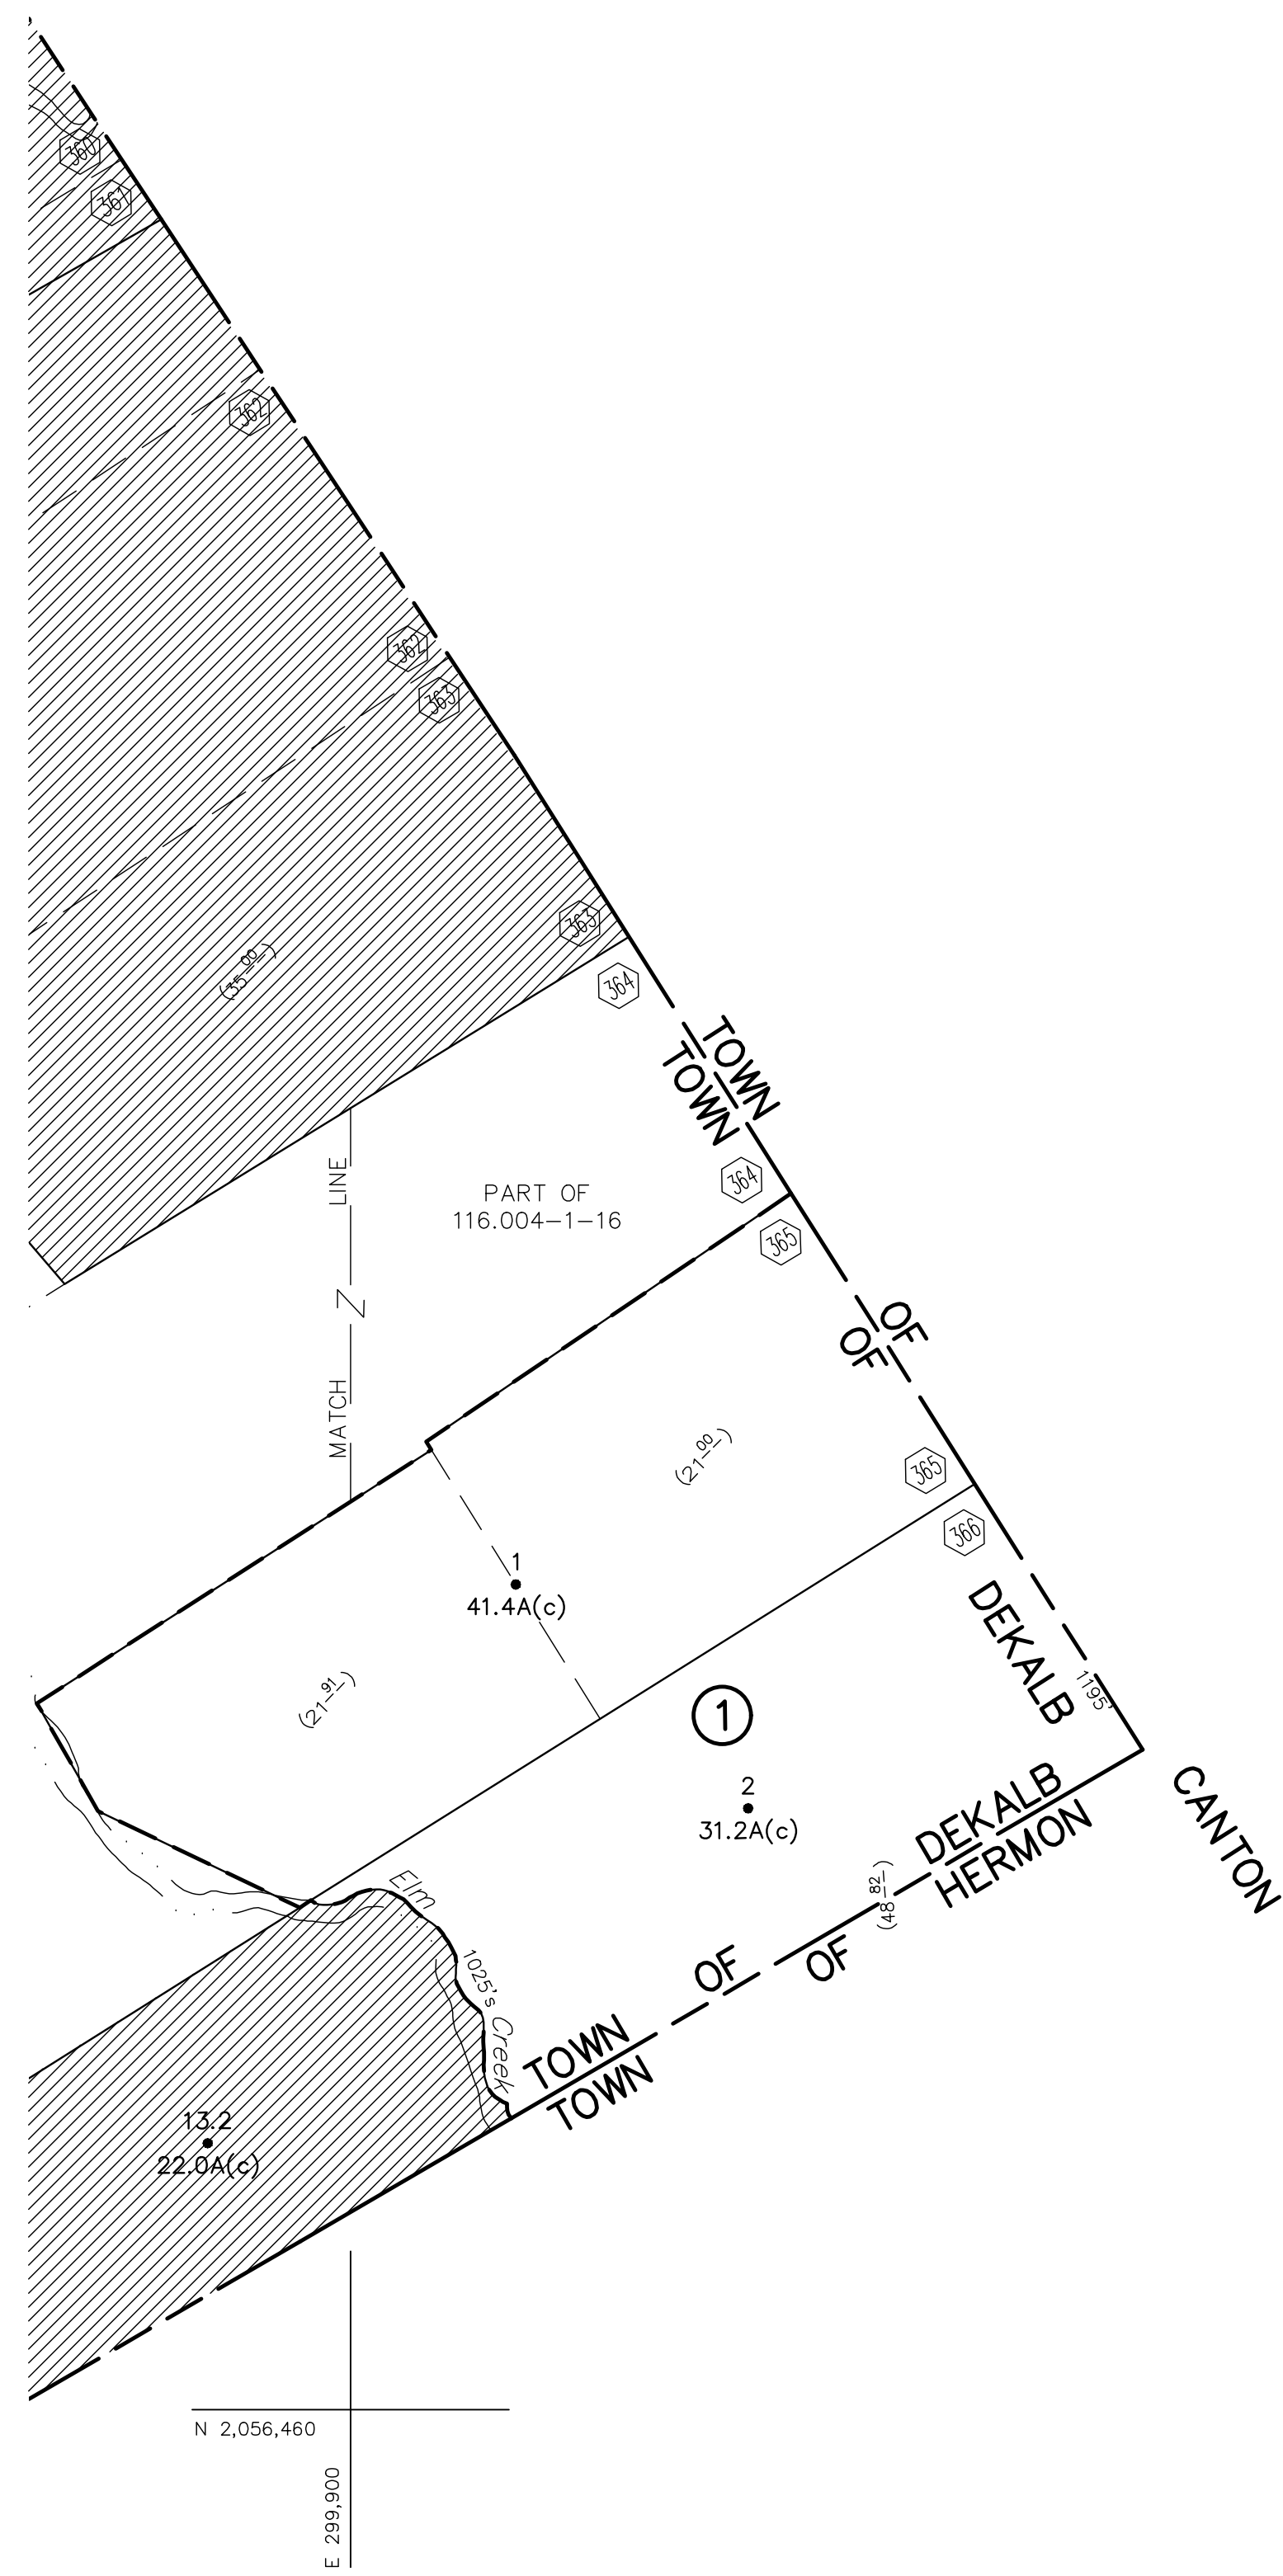 360
361
362
362
363
363
(35 00)
364
TOWN OF CANTON
TOWN OF DEKALB
MATCH LINE
Z
PART OF
116.004-1-16
364
365
(21 00)
365
366
1
41.4A(c)
(21 91)
1
1195'
2
31.2A(c)
(48 82)
TOWN OF DEKALB
TOWN OF HERMON
Elm Creek
1025's
13.2
22.0A(c)
N 2,056,460
E 299,900